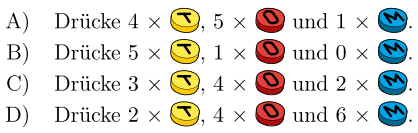 A) Drücke 4 × T, 5 × O und 1 × M.
B) Drücke 5 × T, 1 × O und 0 × M.
C) Drücke 3 × T, 4 × O und 2 × M.
D) Drücke 2 × T, 4 × O und 6 × M.